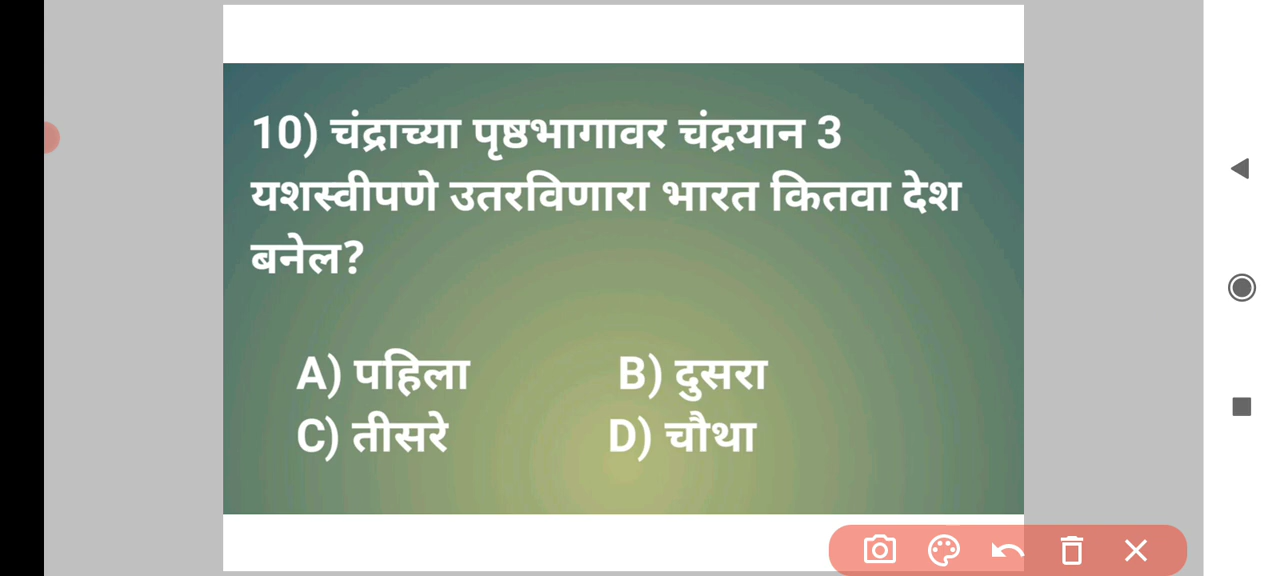 10) चंद्राच्या पृष्ठभागावर चंद्रयान 3
यशस्वीपणे उतरविणारा भारत कितवा देश
बनेल?
A) पहिला B) दुसरा
C) तीसरे D) चौथा